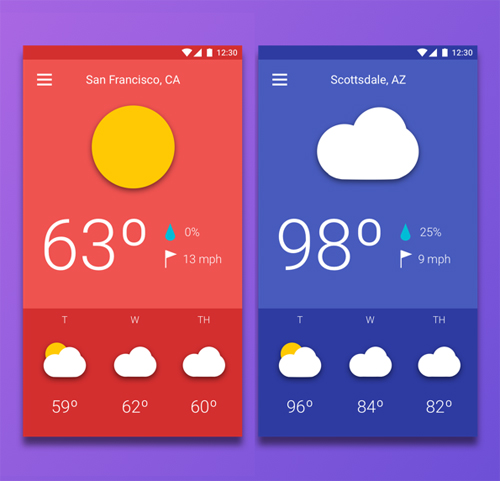 12:30
San Francisco, CA
63º
0%
13 mph
T W TH
59º 62º 60º
12:30
Scottsdale, AZ
98º
25%
9 mph
T W TH
96º 84º 82º